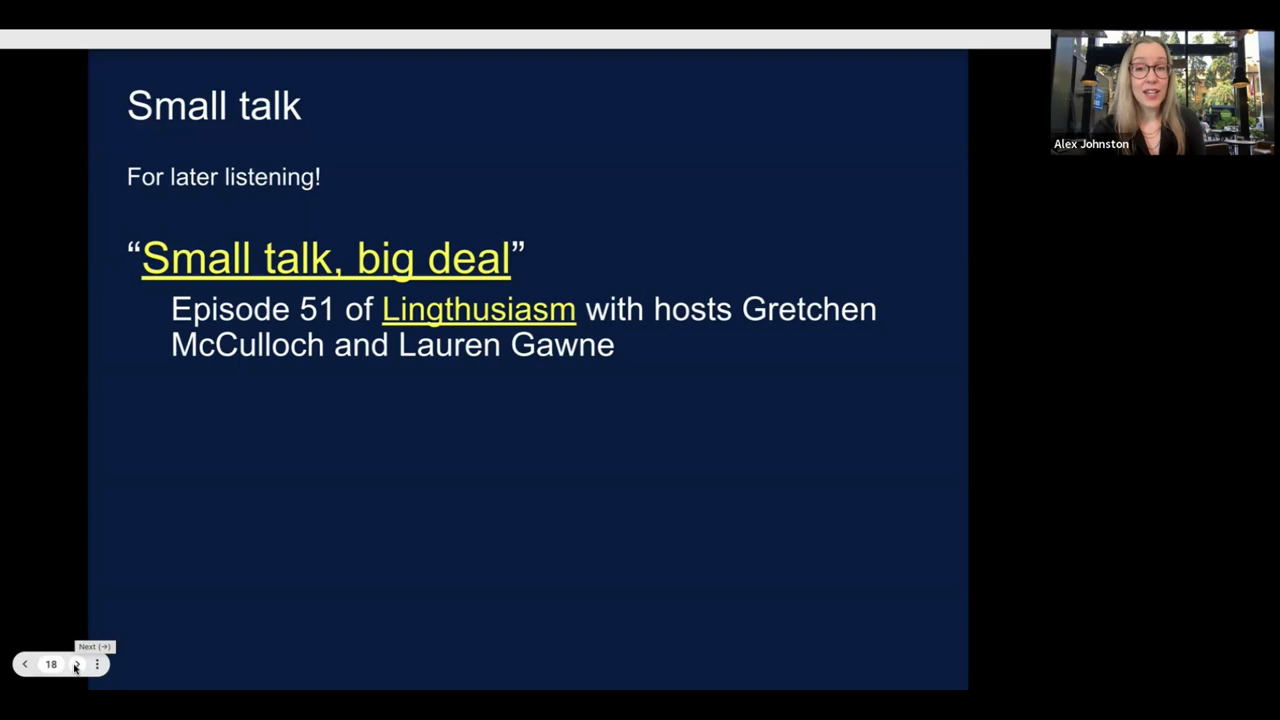 Small talk
For later listening!
“Small talk, big deal”
Episode 51 of Lingthusiasm with hosts Gretchen
McCulloch and Lauren Gawne
Alex Johnston
Next (→)
18